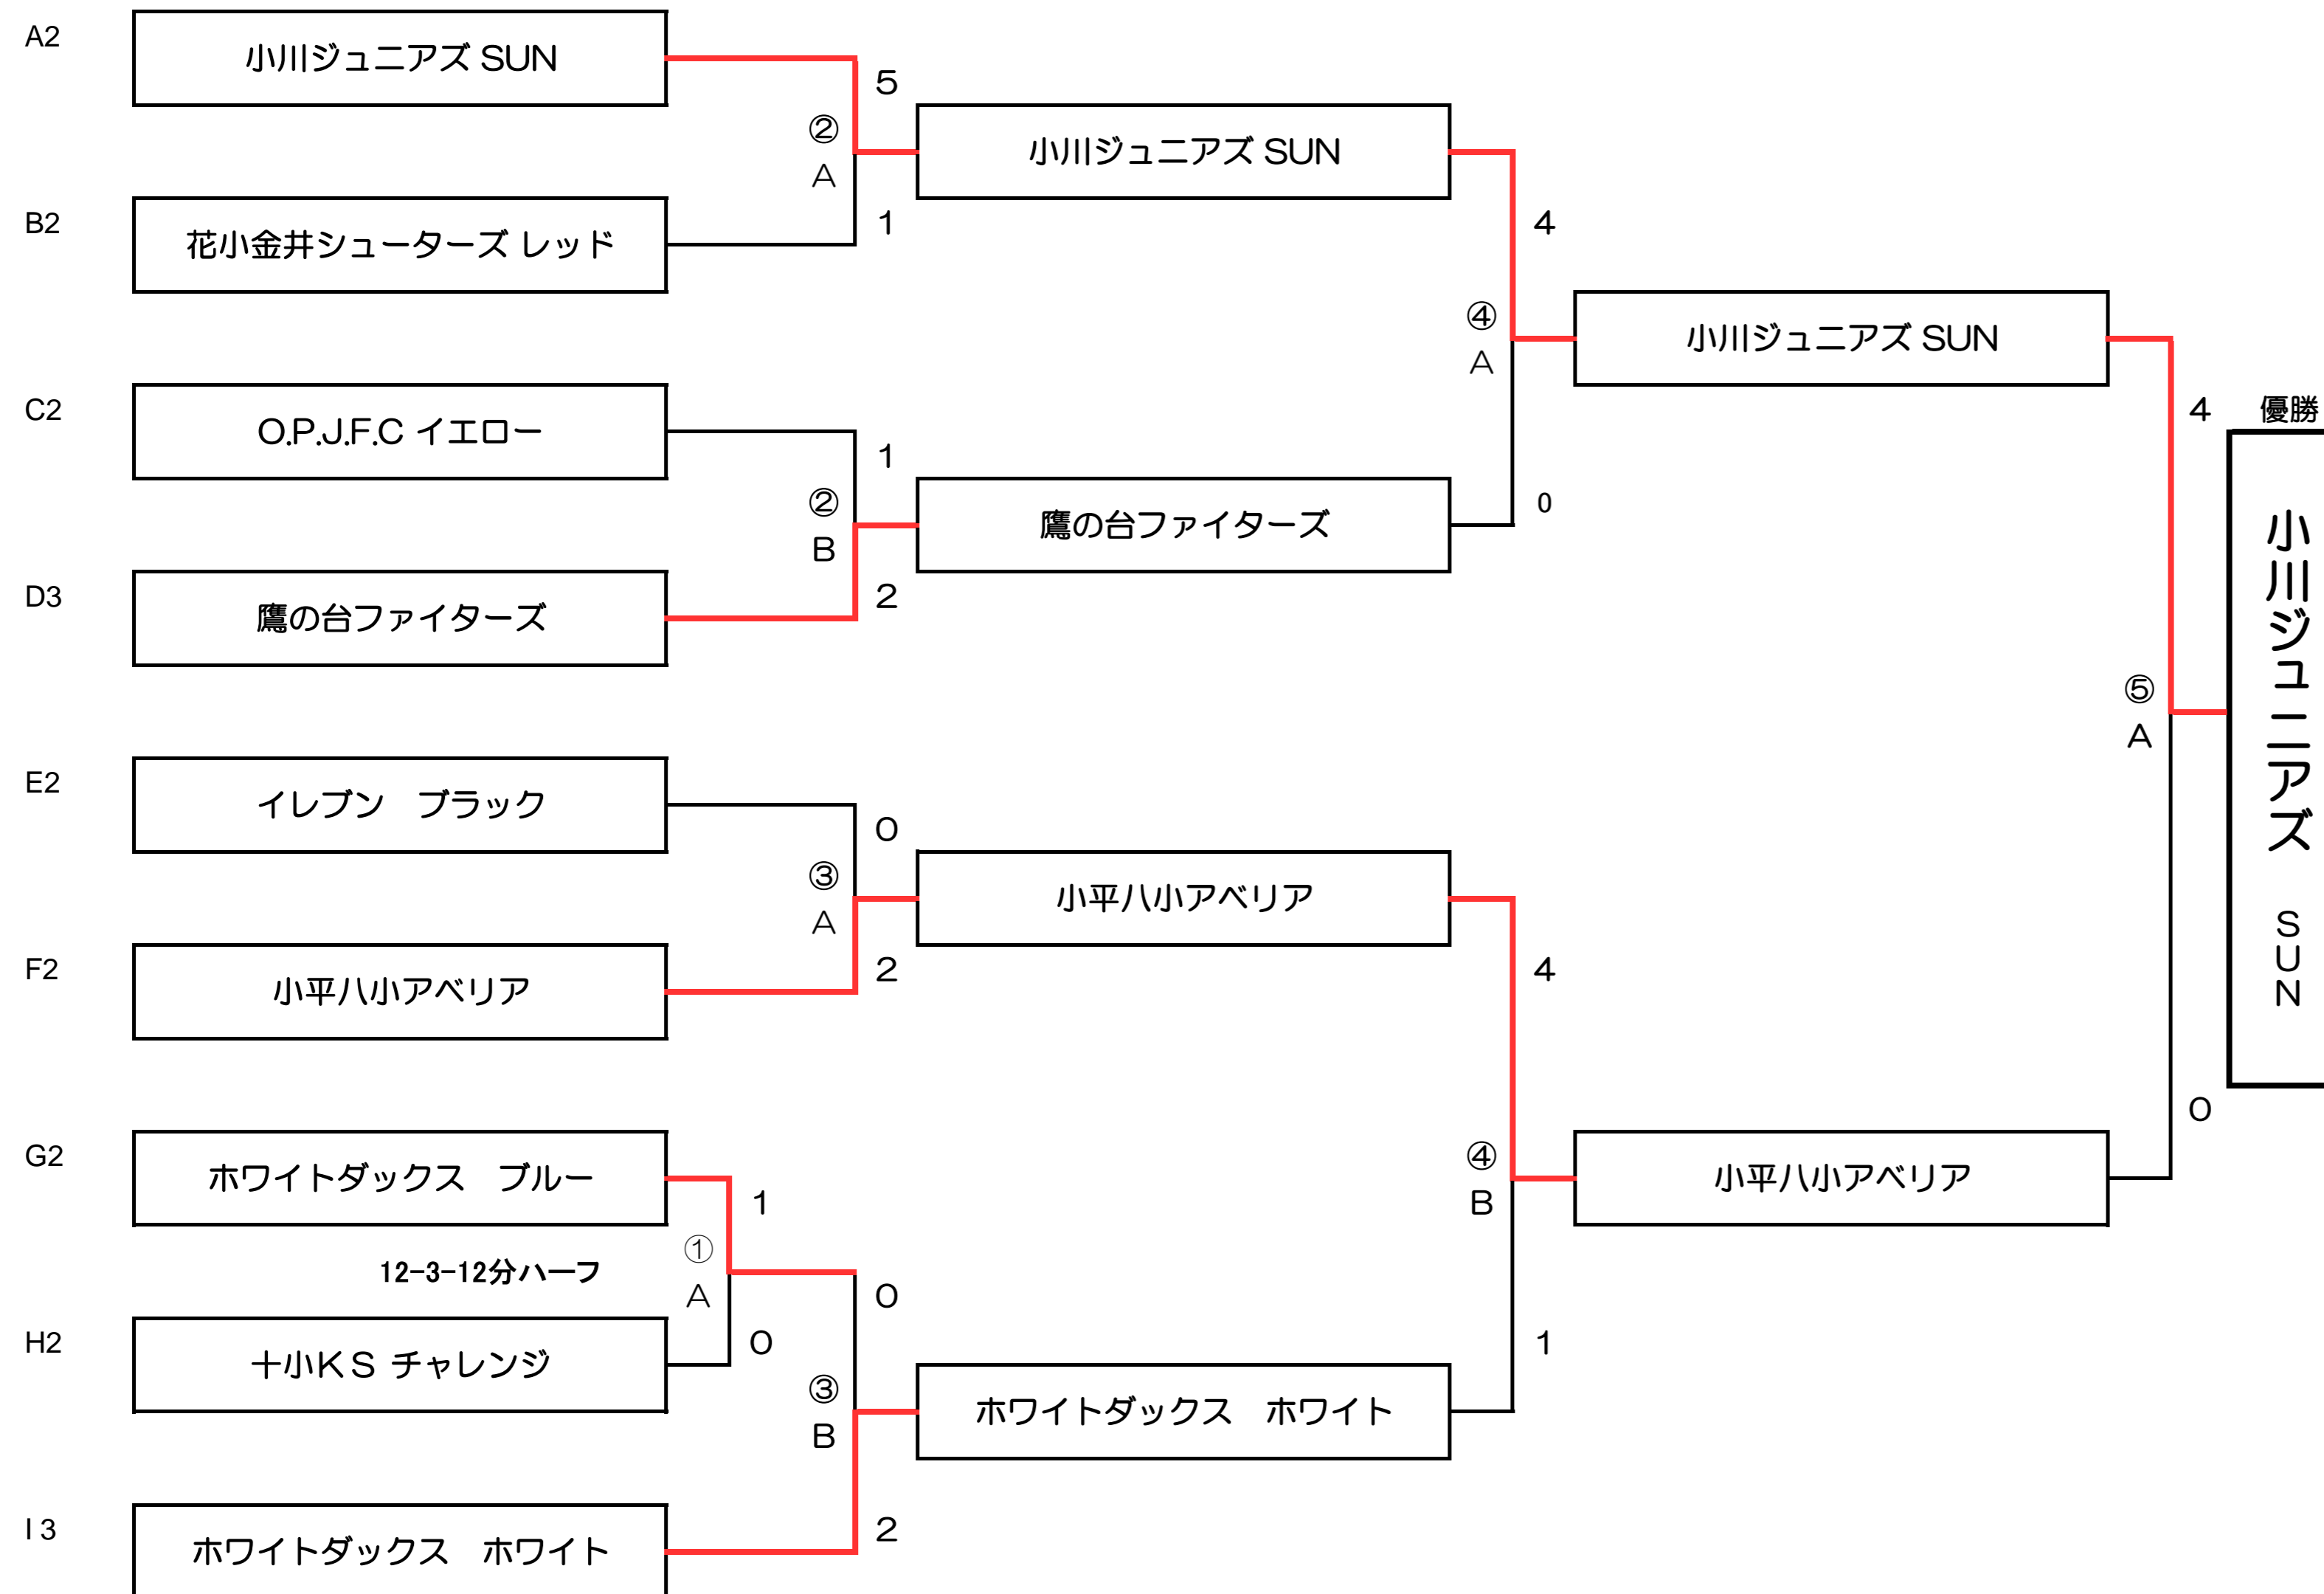 A2
小川ジュニアズ SUN
5
②
A
小川ジュニアズ SUN
B2
花小金井シューターズ レッド
1
4
④
A
小川ジュニアズ SUN
C2
O.P.J.F.C イエロー
1
②
B
鷹の台ファイターズ
0
D3
鷹の台ファイターズ
2
4
優勝
小川ジュニアズ SUN
⑤
A
E2
イレブン ブラック
0
③
A
小平八小アベリア
F2
小平八小アベリア
2
4
0
G2
ホワイトダックス ブルー
1
④
B
小平八小アベリア
12-3-12分ハーフ
①
A
0
H2
十小KS チャレンジ
0
1
③
B
ホワイトダックス ホワイト
I3
ホワイトダックス ホワイト
2